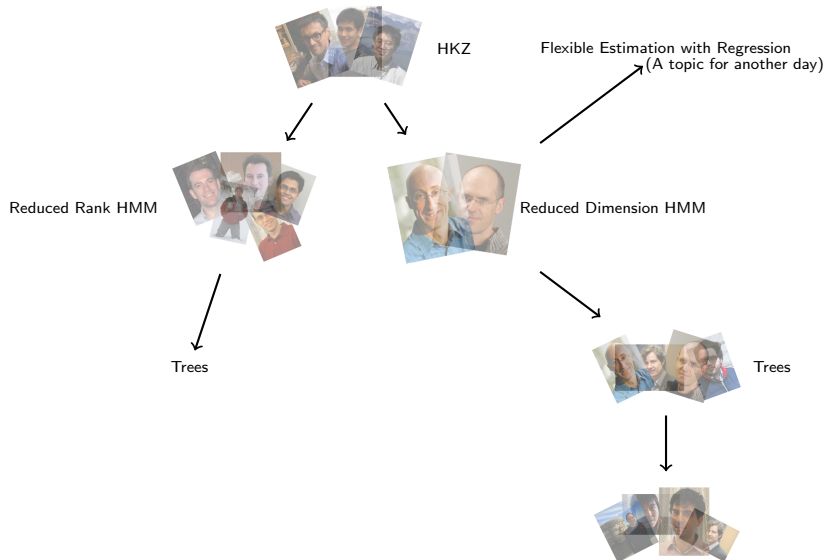 HKZ
Flexible Estimation with Regression
(A topic for another day)
Reduced Rank HMM
Reduced Dimension HMM
Trees
Trees